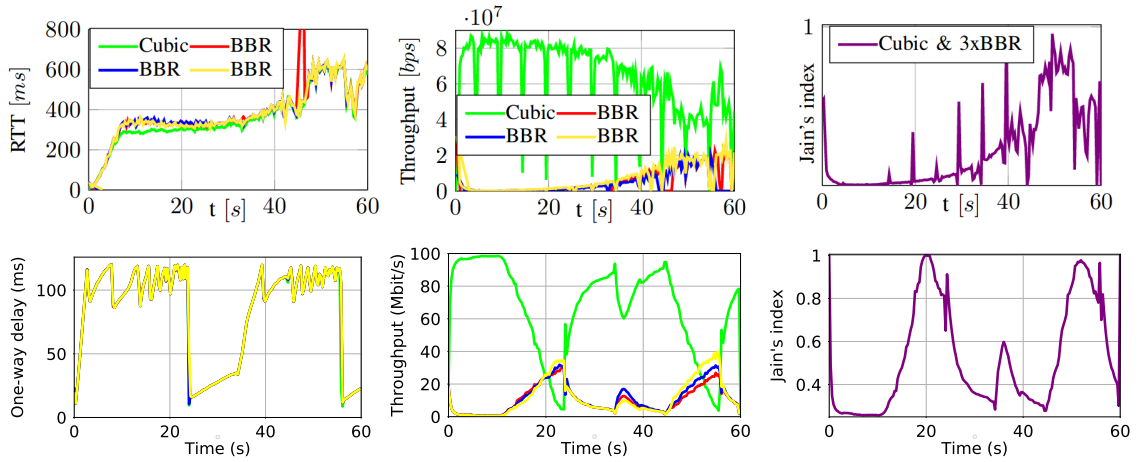 RTT [ms]
800
600
400
200
0
Cubic BBR
BBR BBR
0 20 40 60
t [s]
·10⁷
Throughput [bps]
8
6
4
2
0
Cubic BBR
BBR BBR
0 20 40 60
t [s]
Jain's index
1
Cubic & 3xBBR
0 20 40 60
t [s]
One-way delay (ms)
100
50
0
0 20 40 60
Time (s)
Throughput (Mbit/s)
100
80
60
40
20
0
0 20 40 60
Time (s)
Jain's index
1
0.8
0.6
0.4
0 20 40 60
Time (s)